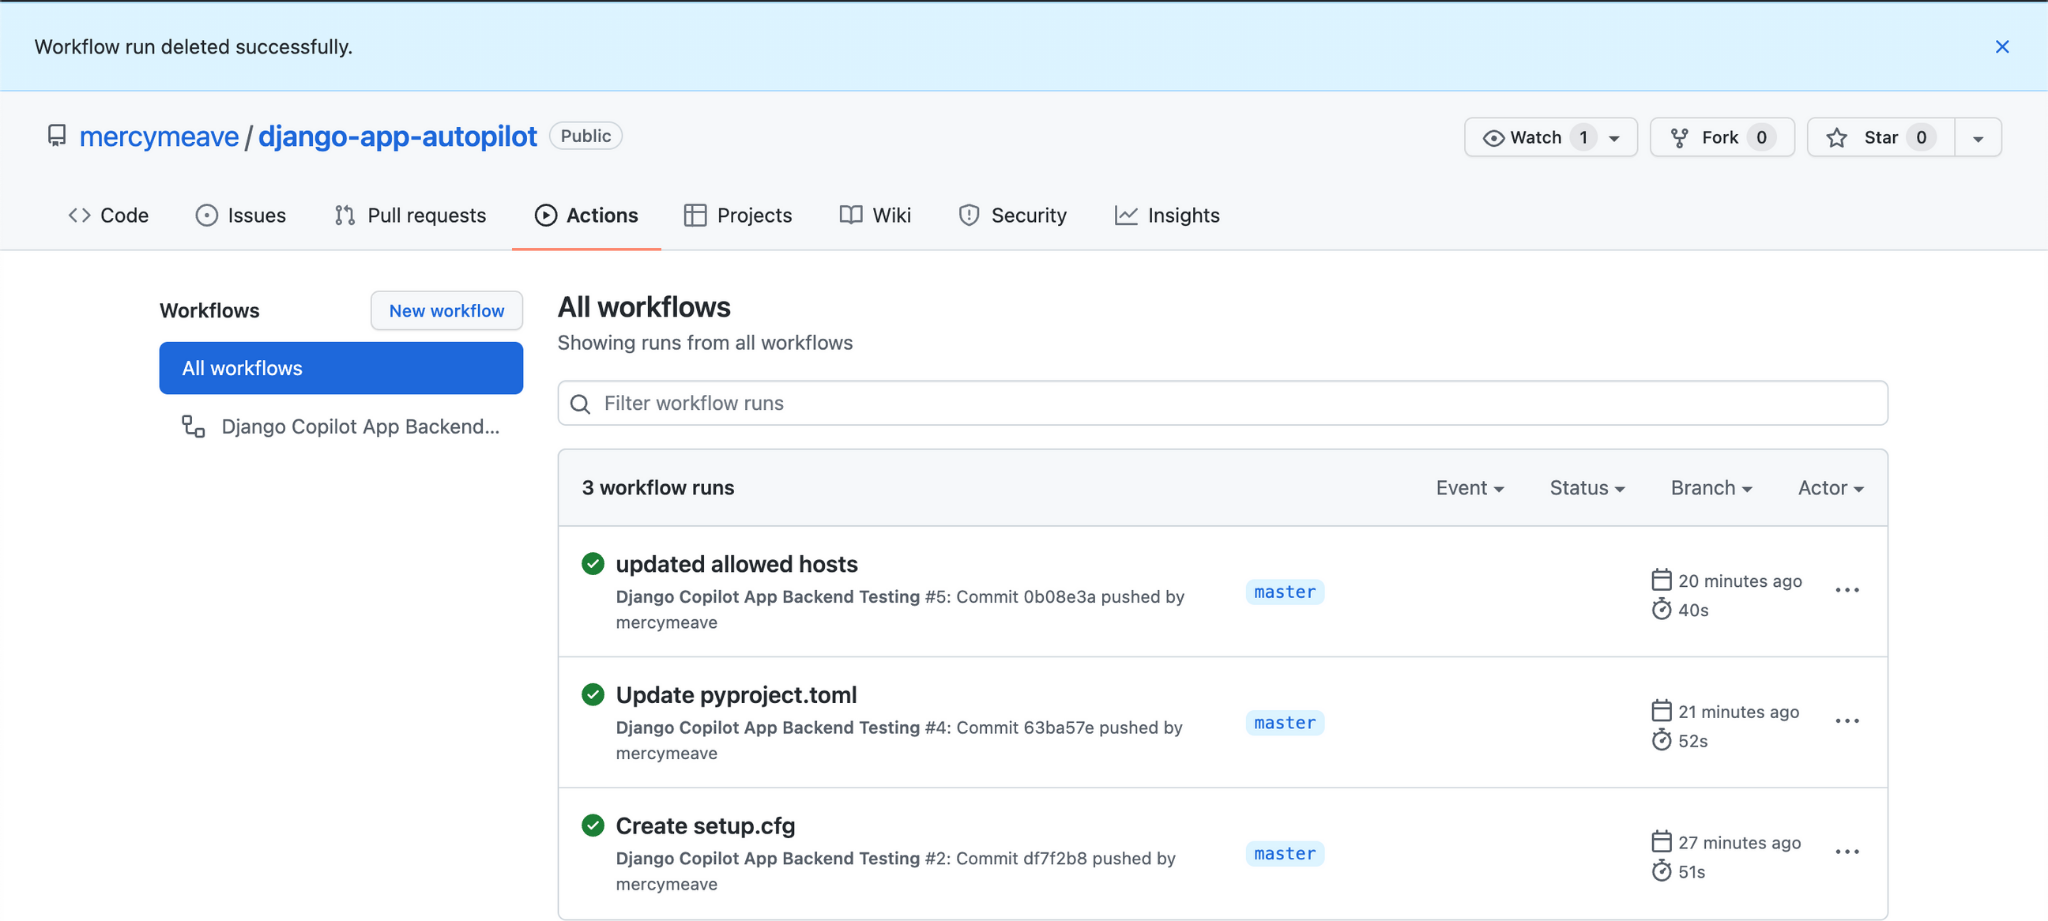 Workflow run deleted successfully.
mercymeave / django-app-autopilot Public
Watch 1 Fork 0 Star 0
Code Issues Pull requests Actions Projects Wiki Security Insights
Workflows New workflow
All workflows
Django Copilot App Backend...
All workflows
Showing runs from all workflows
Filter workflow runs
3 workflow runs Event Status Branch Actor
updated allowed hosts
Django Copilot App Backend Testing #5: Commit 0b08e3a pushed by
mercymeave
master
20 minutes ago
40s
Update pyproject.toml
Django Copilot App Backend Testing #4: Commit 63ba57e pushed by
mercymeave
master
21 minutes ago
52s
Create setup.cfg
Django Copilot App Backend Testing #2: Commit df7f2b8 pushed by
mercymeave
master
27 minutes ago
51s